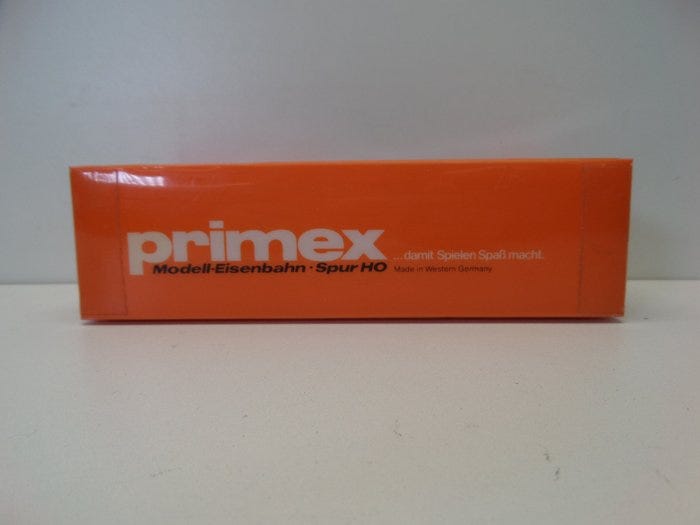 primex
Modell-Eisenbahn · Spur HO
...damit Spielen Spaß macht.
Made in Western Germany